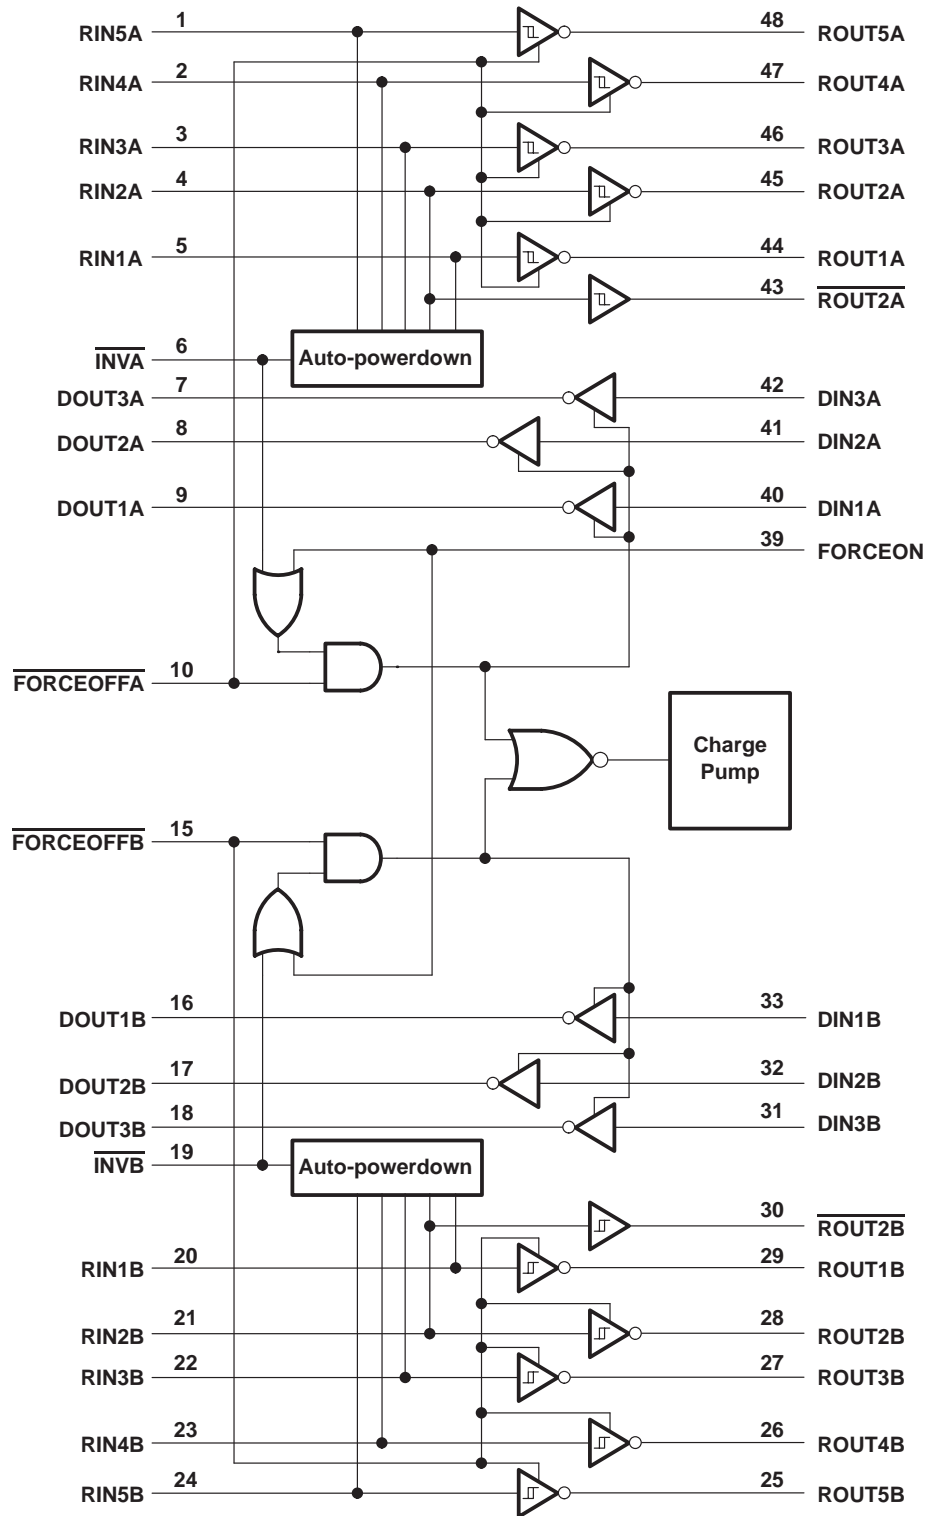 RIN5A 1 48 ROUT5A
RIN4A 2 47 ROUT4A
RIN3A 3 46 ROUT3A
RIN2A 4 45 ROUT2A
RIN1A 5 44 ROUT1A
43 ROUT2A
INVA 6 Auto-powerdown
DOUT3A 7 42 DIN3A
DOUT2A 8 41 DIN2A
DOUT1A 9 40 DIN1A
39 FORCEON
FORCEOFFA 10
Charge
Pump
FORCEOFFB 15
DOUT1B 16 33 DIN1B
DOUT2B 17 32 DIN2B
DOUT3B 18 31 DIN3B
INVB 19 Auto-powerdown
30 ROUT2B
RIN1B 20 29 ROUT1B
RIN2B 21 28 ROUT2B
RIN3B 22 27 ROUT3B
RIN4B 23 26 ROUT4B
RIN5B 24 25 ROUT5B